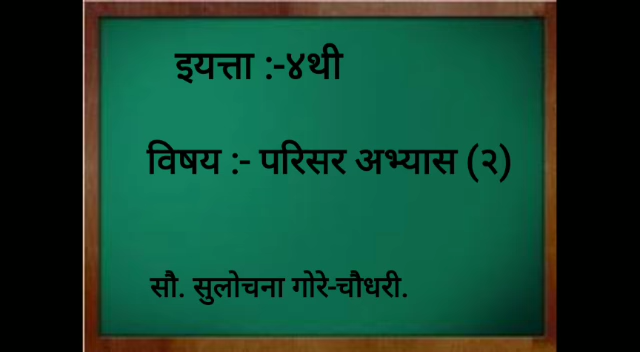 इयत्ता :-४थी
विषय :- परिसर अभ्यास (२)
सौ. सुलोचना गोरे-चौधरी.